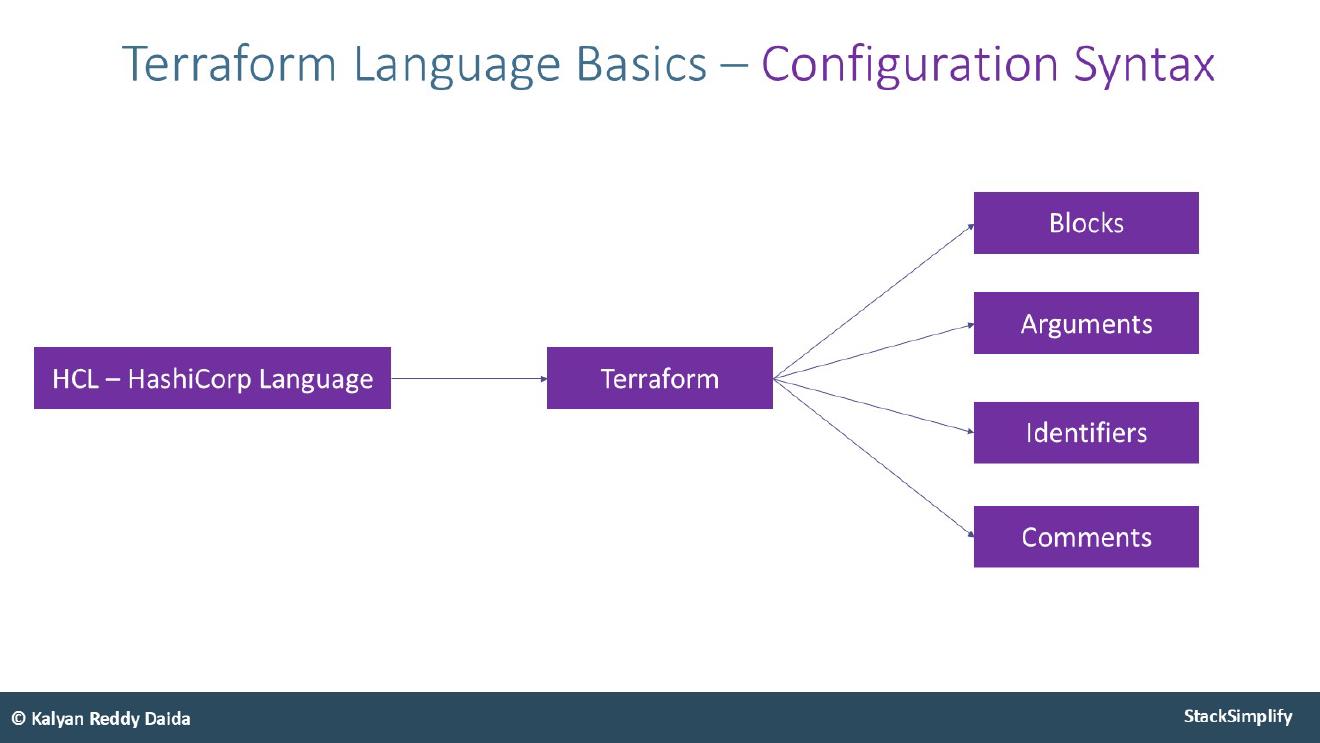 Terraform Language Basics – Configuration Syntax
Blocks
Arguments
HCL – HashiCorp Language
Terraform
Identifiers
Comments
© Kalyan Reddy Daida
StackSimplify